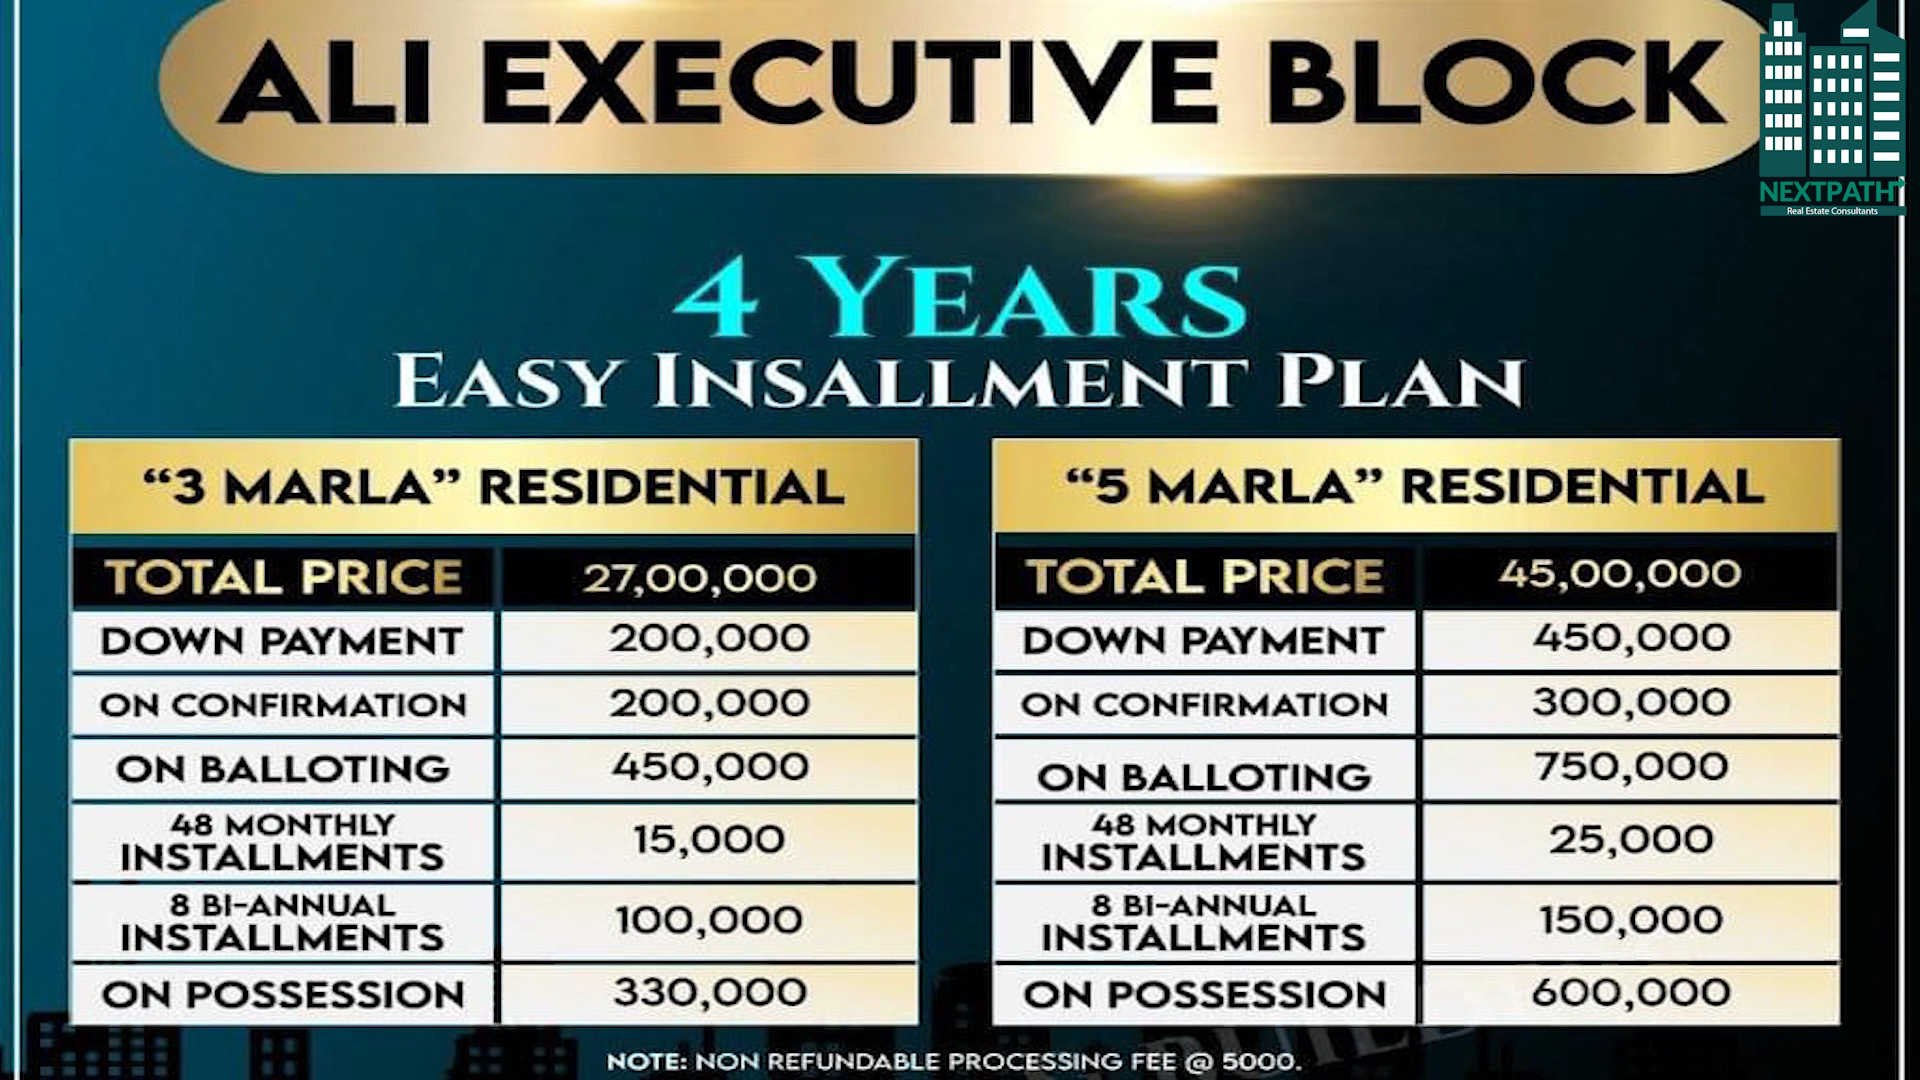 ALI EXECUTIVE BLOCK
NEXTPATH
Real Estate Consultants
4 YEARS
EASY INSALLMENT PLAN
“3 MARLA” RESIDENTIAL
TOTAL PRICE 27,00,000
DOWN PAYMENT 200,000
ON CONFIRMATION 200,000
ON BALLOTING 450,000
48 MONTHLY
INSTALLMENTS 15,000
8 BI-ANNUAL
INSTALLMENTS 100,000
ON POSSESSION 330,000
“5 MARLA” RESIDENTIAL
TOTAL PRICE 45,00,000
DOWN PAYMENT 450,000
ON CONFIRMATION 300,000
ON BALLOTING 750,000
48 MONTHLY
INSTALLMENTS 25,000
8 BI-ANNUAL
INSTALLMENTS 150,000
ON POSSESSION 600,000
NOTE: NON REFUNDABLE PROCESSING FEE @ 5000.